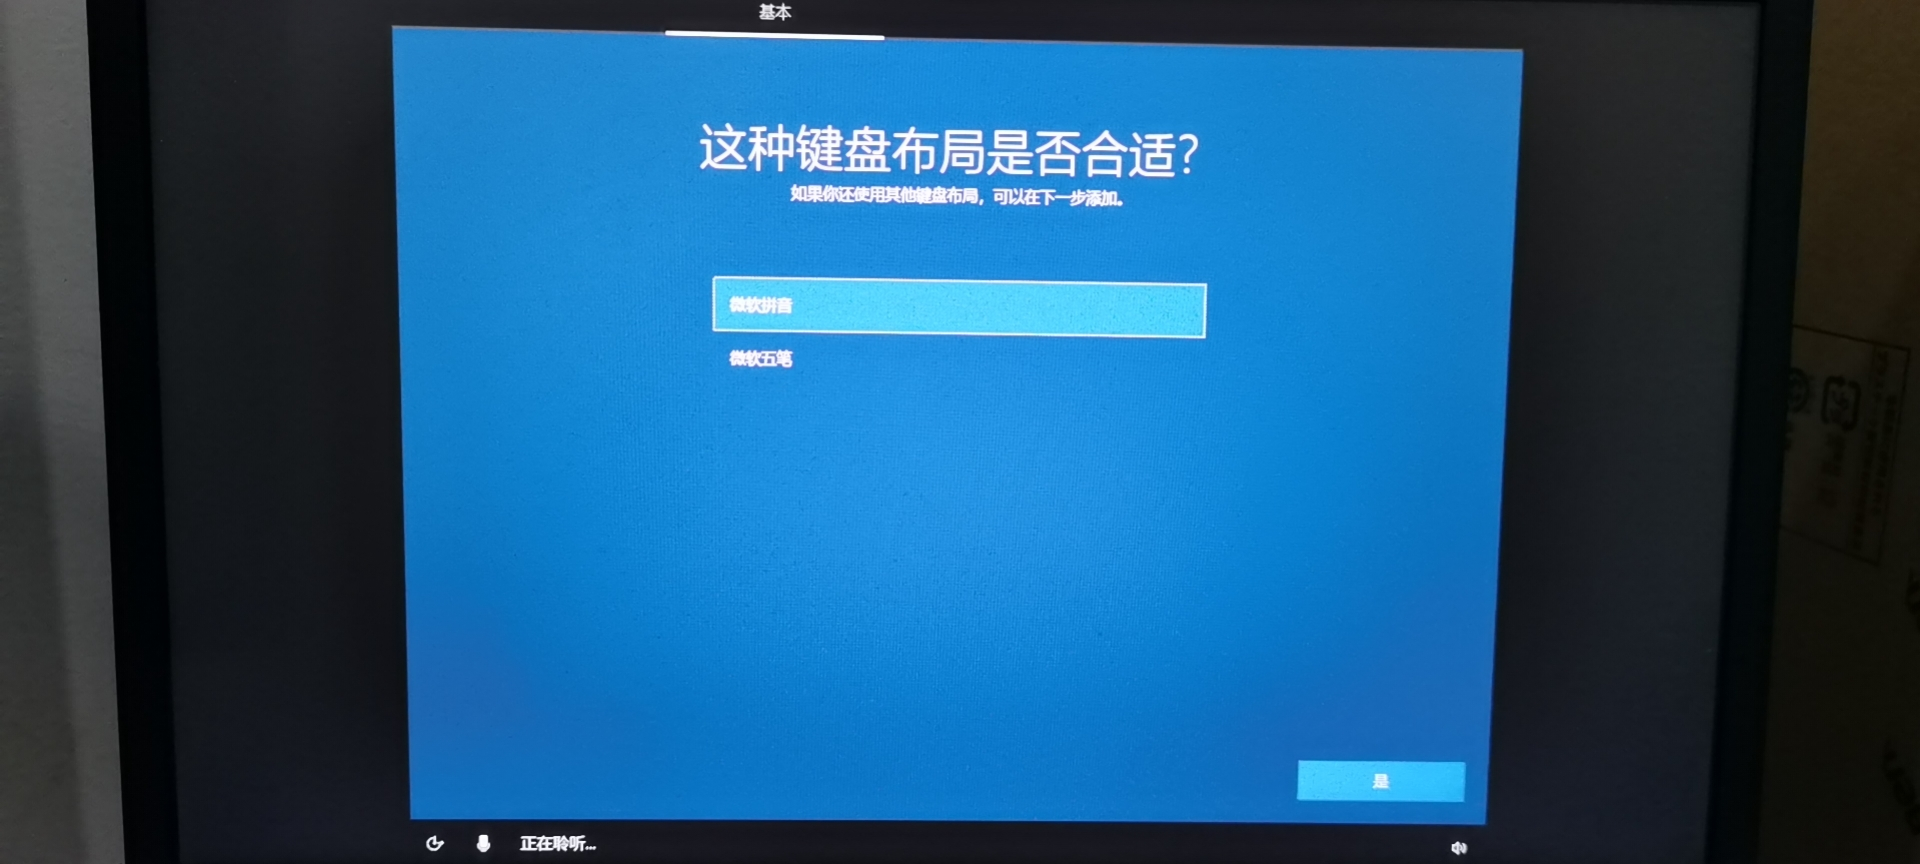 基本
这种键盘布局是否合适?
如果你还使用其他键盘布局，可以在下一步添加。
微软拼音
微软五笔
是
正在聆听...